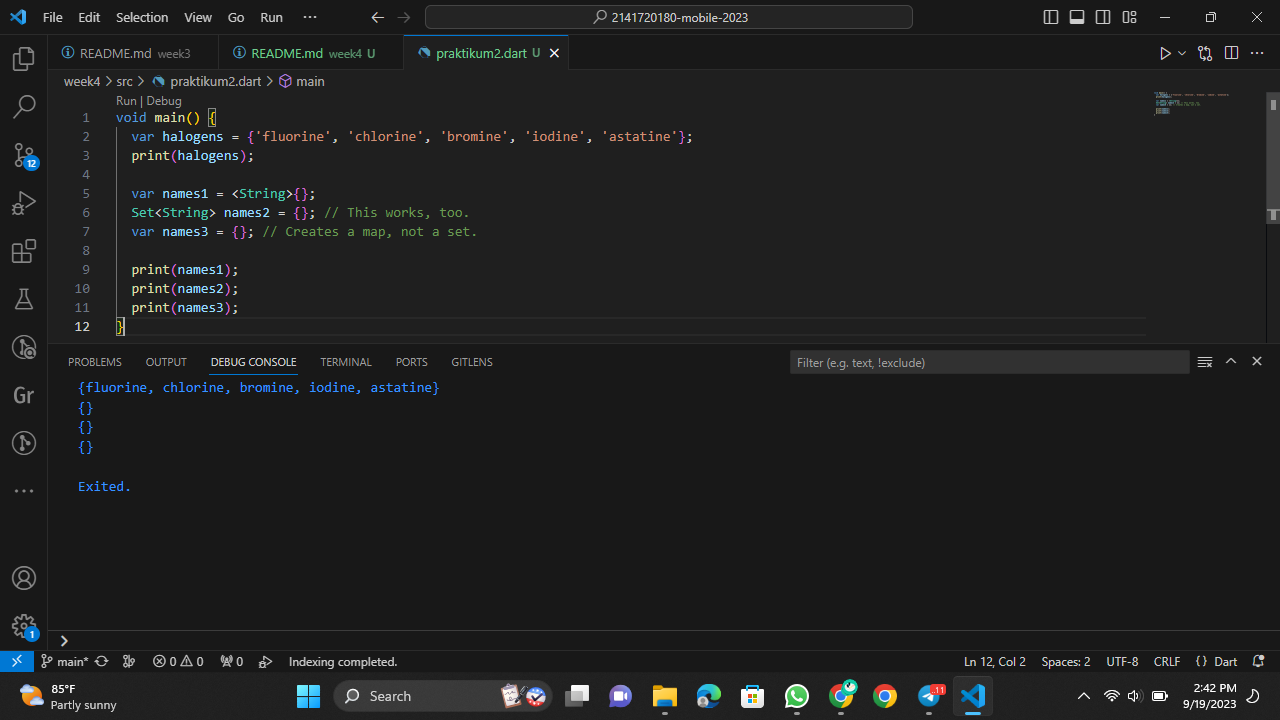 File Edit Selection View Go Run ··· 2141720180-mobile-2023
README.md week3 README.md week4 U praktikum2.dart U
week4 > src > praktikum2.dart > main
Run | Debug
1 void main() {
2 var halogens = {'fluorine', 'chlorine', 'bromine', 'iodine', 'astatine'};
3 print(halogens);
4
5 var names1 = <String>{};
6 Set<String> names2 = {}; // This works, too.
7 var names3 = {}; // Creates a map, not a set.
8
9 print(names1);
10 print(names2);
11 print(names3);
12 }
12
Gr
1
PROBLEMS OUTPUT DEBUG CONSOLE TERMINAL PORTS GITLENS Filter (e.g. text, !exclude)
{fluorine, chlorine, bromine, iodine, astatine}
{}
{}
{}
Exited.
main* 0 0 0 Indexing completed. Ln 12, Col 2 Spaces: 2 UTF-8 CRLF {} Dart
85°F
Partly sunny
Search
..11
2:42 PM
9/19/2023